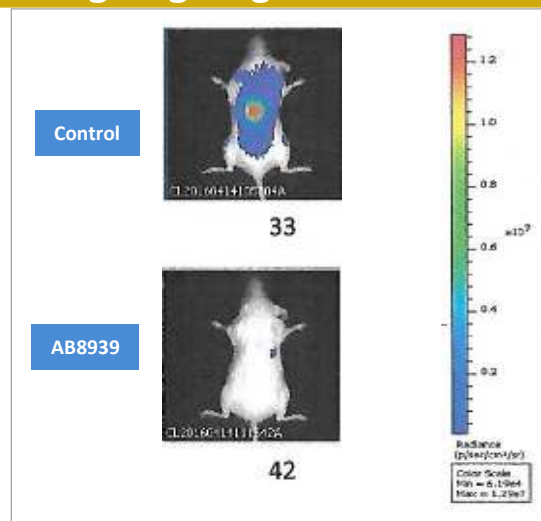 Control
33
AB8939
42
1.2
1.0
0.8
x10⁷
0.6
0.4
0.2
Radiance
(p/sec/cm²/sr)
Color Scale
Min = 6.19e4
Max = 1.29e7